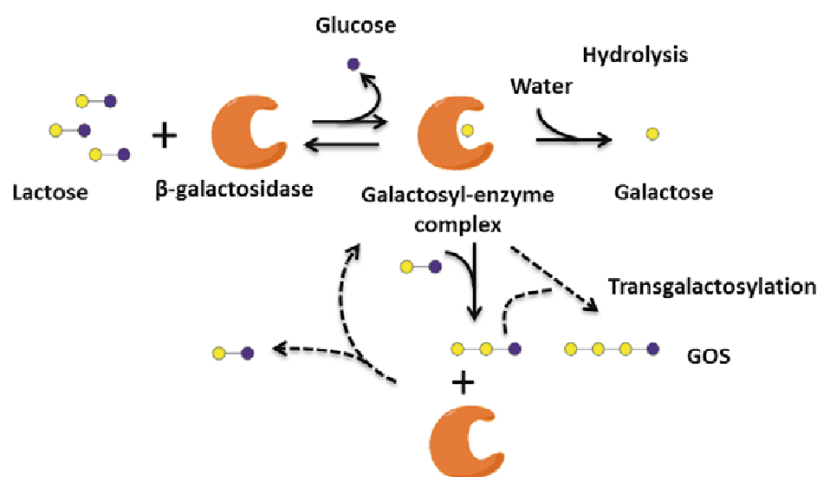 Glucose
Hydrolysis
Water
+
Lactose
β-galactosidase
Galactosyl-enzyme
complex
Galactose
Transgalactosylation
GOS
+